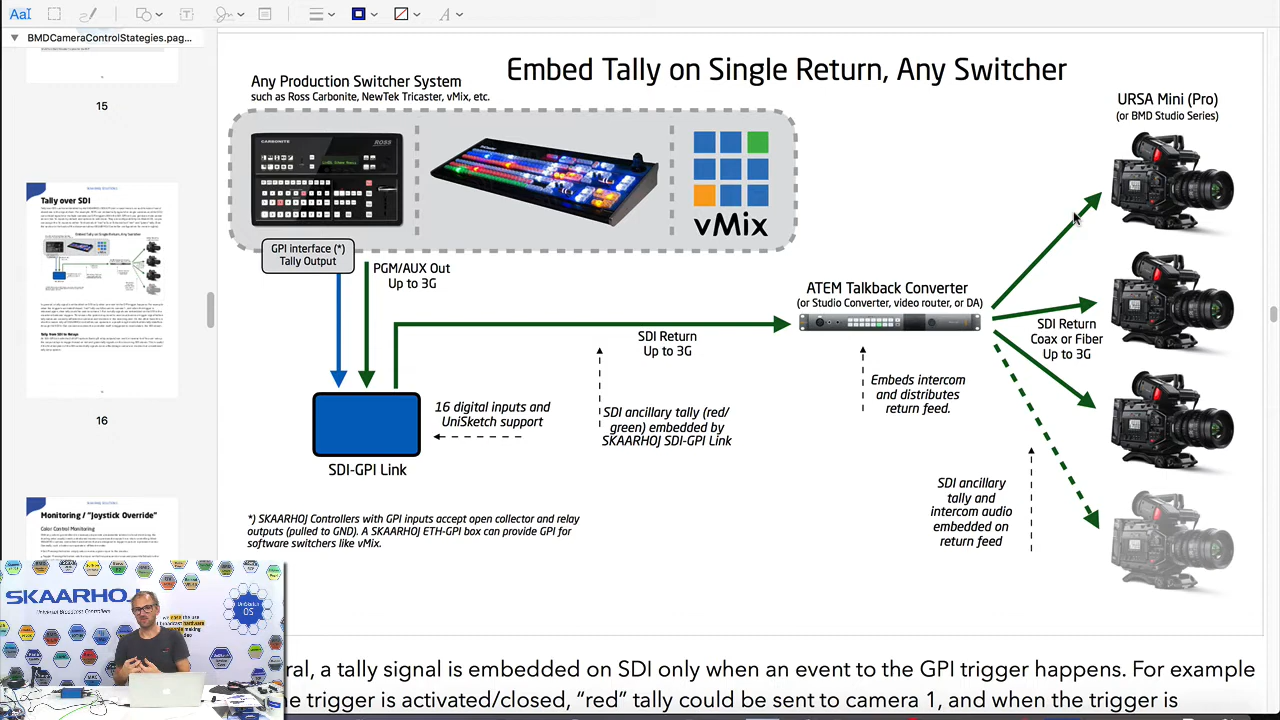 AaI
BMDCameraControlStategies.pag...
15
Tally over SDI
16
Monitoring / "Joystick Override"
Color Control Monitoring
Embed Tally on Single Return, Any Switcher
Any Production Switcher System
such as Ross Carbonite, NewTek Tricaster, vMix, etc.
CARBONITE
ROSS
vMix
URSA Mini (Pro)
(or BMD Studio Series)
GPI interface (*)
Tally Output
PGM/AUX Out
Up to 3G
ATEM Talkback Converter
(or Studio Converter, video router, or DA)
SDI Return
Up to 3G
SDI Return
Coax or Fiber
Up to 3G
Embeds intercom
and distributes
return feed.
16 digital inputs and
UniSketch support
SDI ancillary tally (red/
green) embedded by
SKAARHOJ SDI-GPI Link
SDI-GPI Link
SDI ancillary
tally and
intercom audio
embedded on
return feed
*) SKAARHOJ Controllers with GPI inputs accept open collector and relay
outputs (pulled to GND). A SKAARHOJ ETH-GPI box can provide GPI for
software switchers like vMix.
SKAARHOJ
UniSketch
OS
ral, a tally signal is embedded on SDI only when an event to the GPI trigger happens. For example
e trigger is activated/closed, “red” tally could be sent to camera 1, and when the trigger is